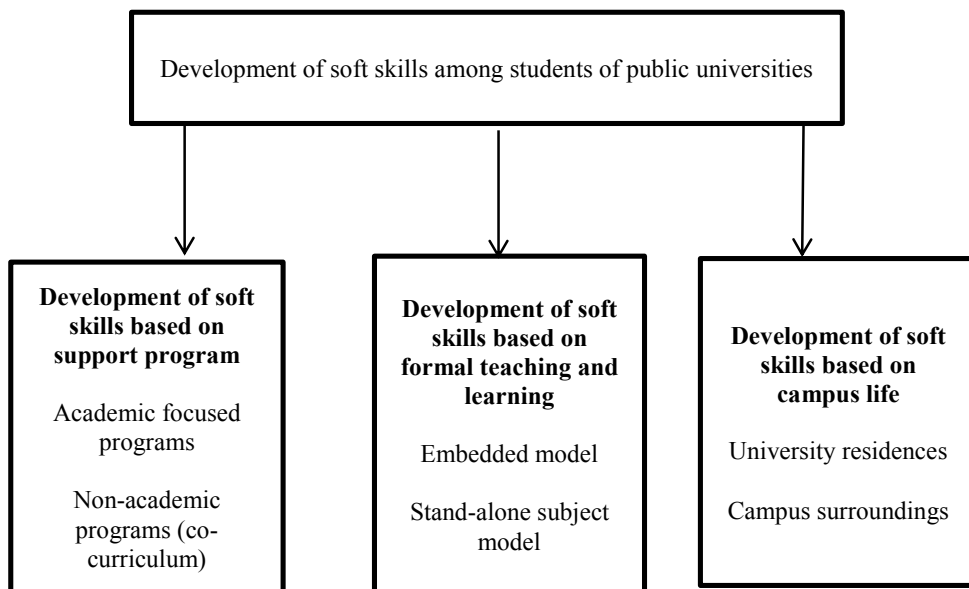 Development of soft skills among students of public universities
Development of soft
skills based on
support program
Academic focused
programs
Non-academic
programs (co-
curriculum)
Development of soft
skills based on
formal teaching and
learning
Embedded model
Stand-alone subject
model
Development of soft
skills based on
campus life
University residences
Campus surroundings